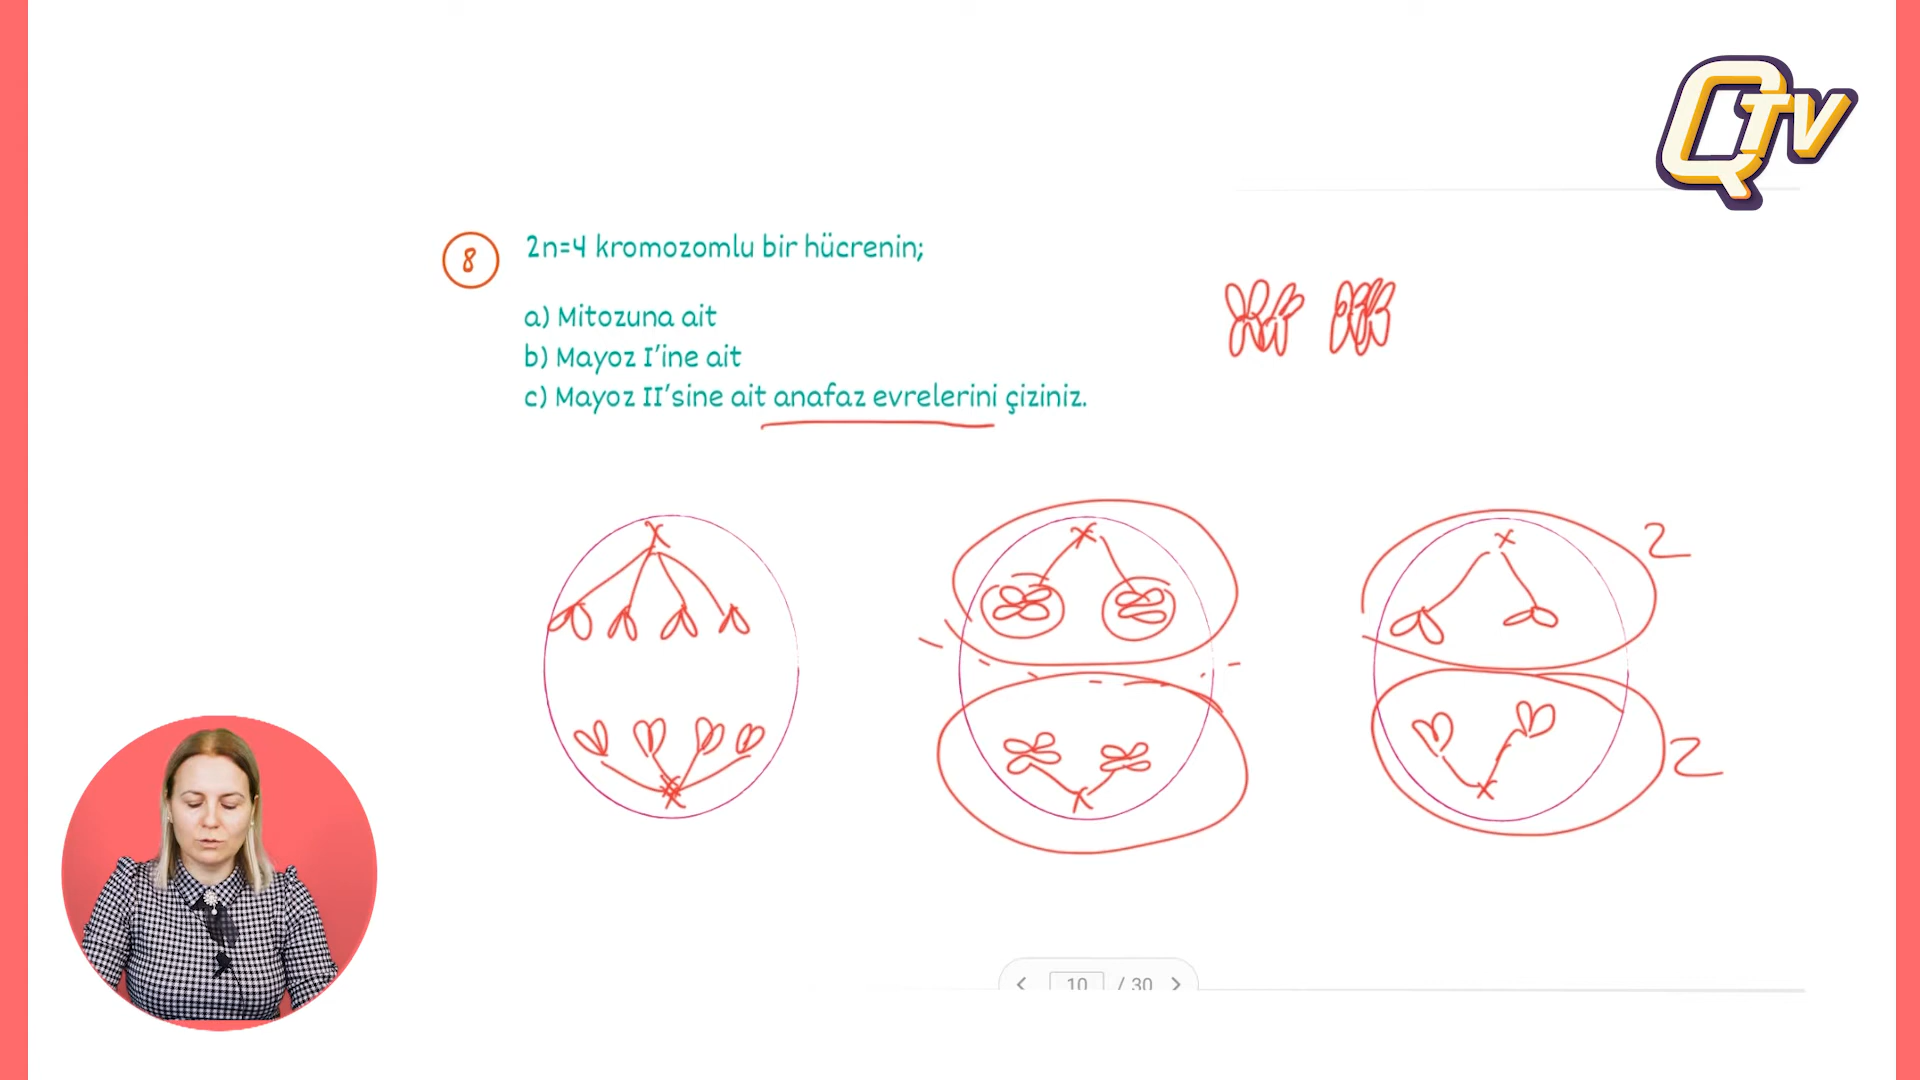 QTV
8
2n=4 kromozomlu bir hücrenin;
a) Mitozuna ait
b) Mayoz I'ine ait
c) Mayoz II'sine ait anafaz evrelerini çiziniz.
2
2
10 / 30